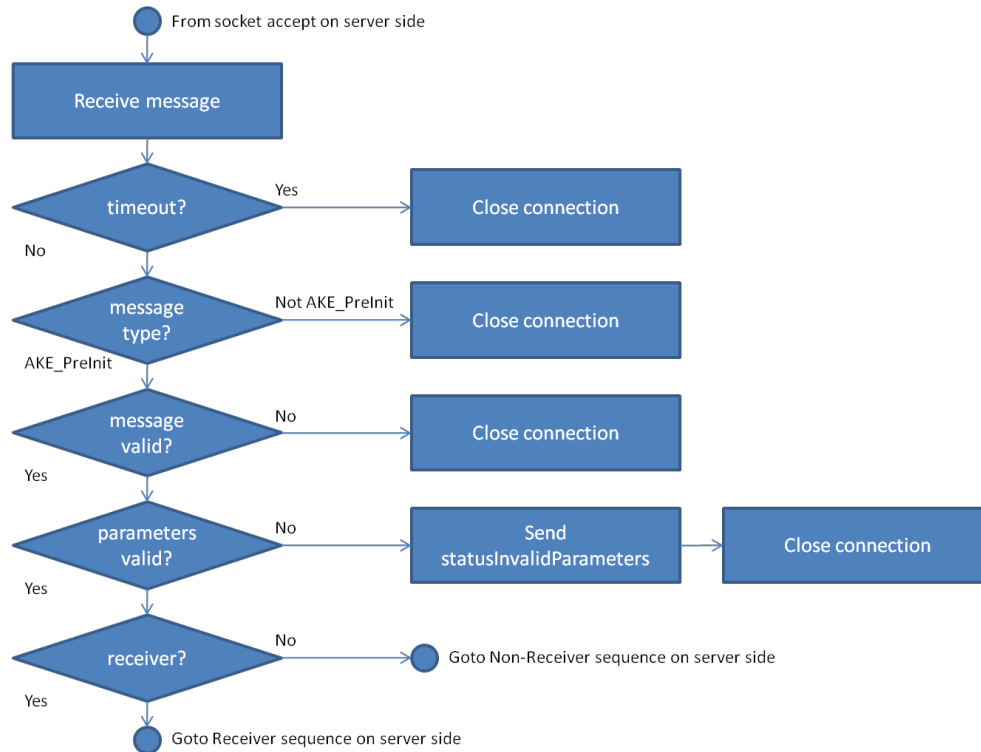 From socket accept on server side
Receive message
timeout?
Yes
Close connection
No
message
type?
Not AKE_PreInit
Close connection
AKE_PreInit
message
valid?
No
Close connection
Yes
parameters
valid?
No
Send
statusInvalidParameters
Close connection
Yes
receiver?
No
Goto Non-Receiver sequence on server side
Yes
Goto Receiver sequence on server side